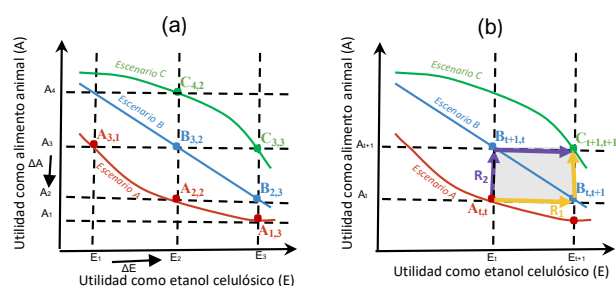 (a)
Utilidad como alimento animal (A)
Escenario C
Escenario B
Escenario A
A4
A3
ΔA
A2
A1
C4,2
A3,1
B3,2
C3,3
A2,2
B2,3
A1,3
E1
ΔE
E2
E3
Utilidad como etanol celulósico (E)
(b)
Utilidad como alimento animal (A)
Escenario C
Escenario B
Escenario A
At+1
At
Bt+1,t
Ct+1,t+1
R2
At,t
R1
Bt,t+1
Et
Et+1
Utilidad como etanol celulósico (E)